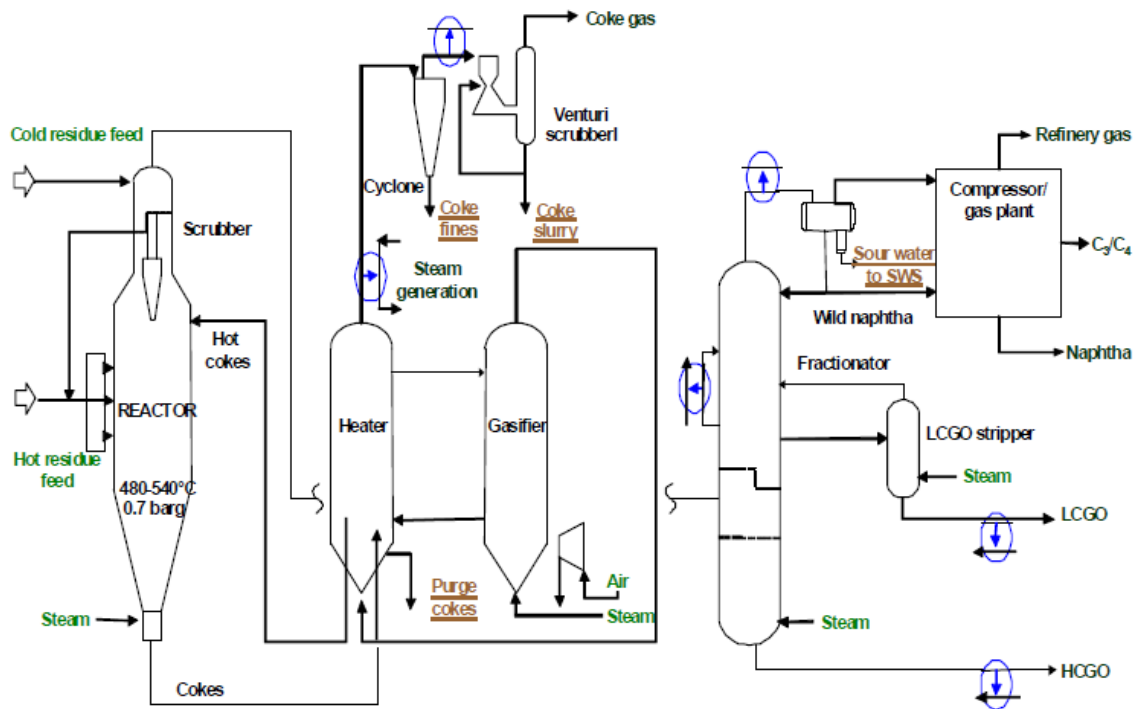 Coke gas
Venturi
scrubberl
Cold residue feed
Cyclone
Coke
fines
Coke
slurry
Refinery gas
Compressor/
gas plant
C3/C4
Scrubber
Steam
generation
Sour water
to SWS
Wild naphtha
Naphtha
Hot
cokes
Fractionator
REACTOR
Heater
Gasifier
LCGO stripper
Hot residue
feed
480-540°C
0.7 barg
Steam
LCGO
Purge
cokes
Air
Steam
Steam
Steam
Cokes
HCGO